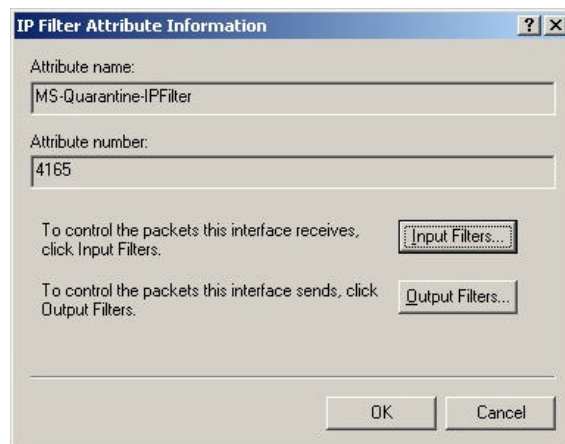 IP Filter Attribute Information
Attribute name:
MS-Quarantine-IPFilter
Attribute number:
4165
To control the packets this interface receives,
click Input Filters.
Input Filters...
To control the packets this interface sends, click
Output Filters.
Output Filters...
OK
Cancel